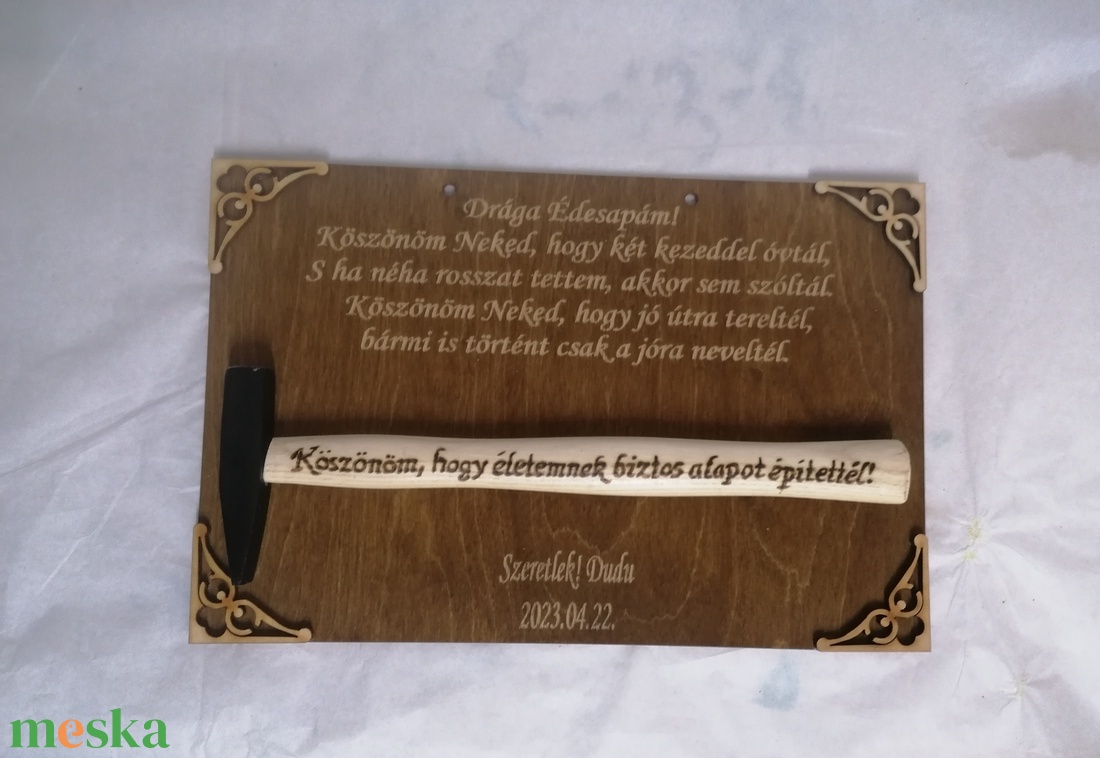 Drága Édesapám!
Köszönöm Neked, hogy két kezeddel óvtál,
S ha néha rosszat tettem, akkor sem szóltál.
Köszönöm Neked, hogy jó útra tereltél,
bármi is történt csak a jóra neveltél.
Köszönöm, hogy életemnek biztos alapot építettél!
Szeretlek! Dudu
2023.04.22.
meska